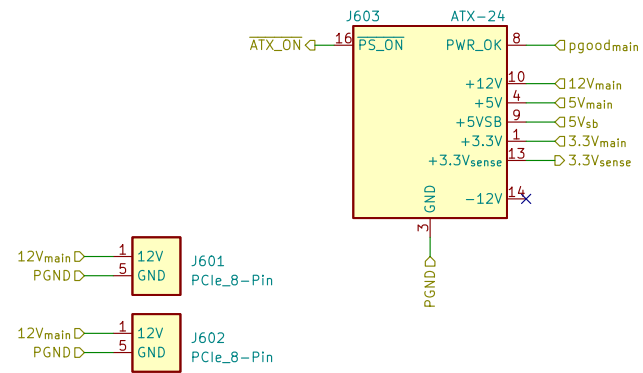 J603 ATX-24
ATX_ON 16 PS_ON PWR_OK 8 pgoodmain
+12V 10 12Vmain
+5V 4 5Vmain
+5VSB 9 5Vsb
+3.3V 1 3.3Vmain
+3.3Vsense 13 3.3Vsense
-12V 14
GND
3
PGND
12Vmain 1 12V J601
PGND 5 GND PCIe_8-Pin
12Vmain 1 12V J602
PGND 5 GND PCIe_8-Pin